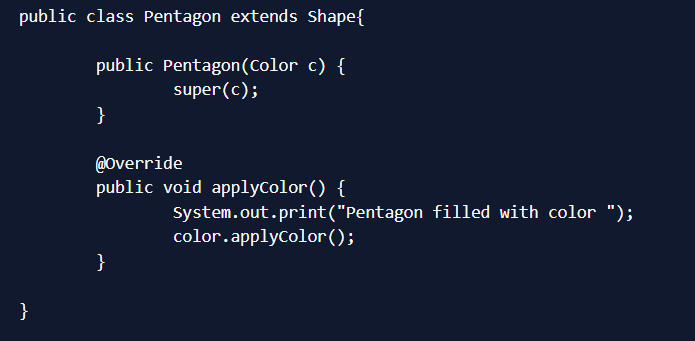 public class Pentagon extends Shape{
public Pentagon(Color c) {
super(c);
}
@Override
public void applyColor() {
System.out.print("Pentagon filled with color ");
color.applyColor();
}
}